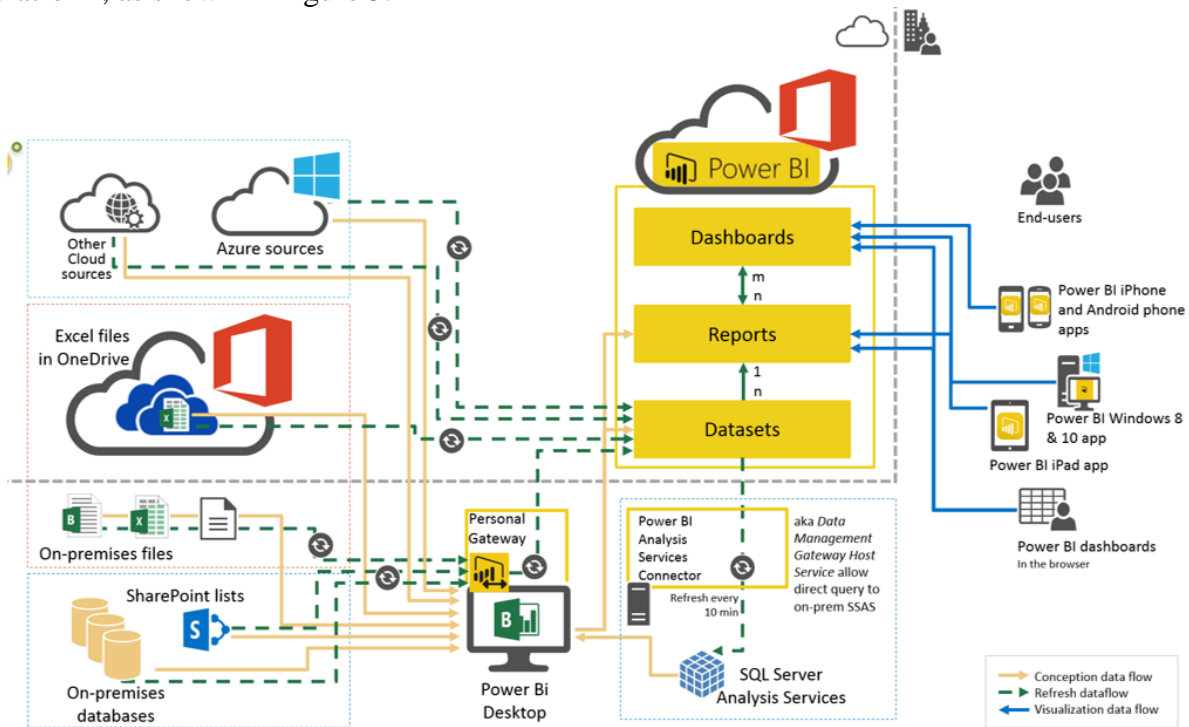 Power BI
Dashboards
m
n
Reports
1
n
Datasets
Other
Cloud
sources
Azure sources
Excel files
in OneDrive
X
B
X
On-premises files
SharePoint lists
S
On-premises
databases
Personal
Gateway
B
Power Bi
Desktop
Power BI
Analysis
Services
Connector
aka Data
Management
Gateway Host
Service allow
direct query to
on-prem SSAS
Refresh every
10 min
SQL Server
Analysis Services
End-users
Power BI iPhone
and Android phone
apps
Power BI Windows 8
& 10 app
Power BI iPad app
Power BI dashboards
In the browser
Conception data flow
Refresh dataflow
Visualization data flow